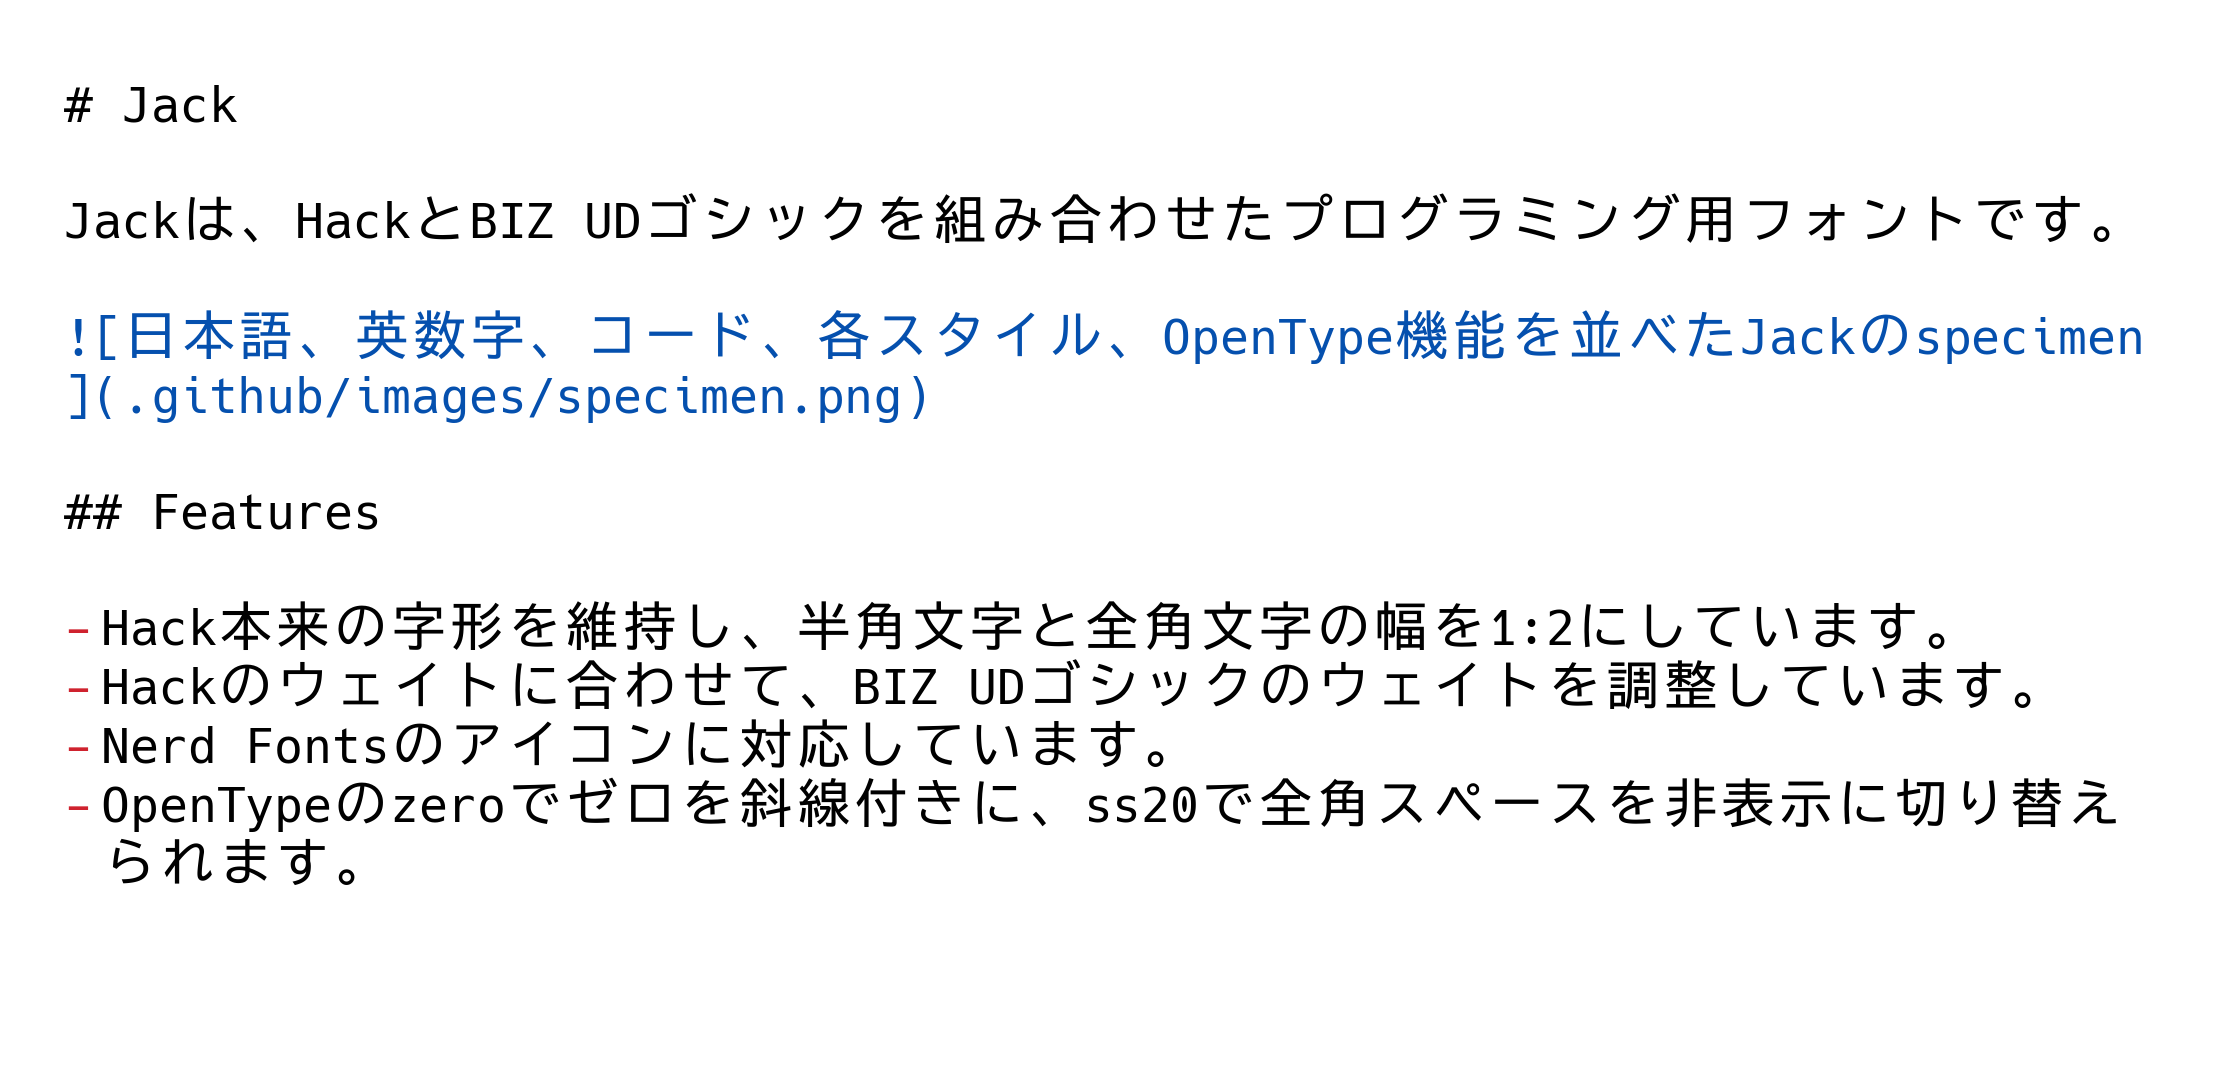 # Jack
Jackは、HackとBIZ UDゴシックを組み合わせたプログラミング用フォントです。
![日本語、英数字、コード、各スタイル、OpenType機能を並べたJackのspecimen
](.github/images/specimen.png)
## Features
- Hack本来の字形を維持し、半角文字と全角文字の幅を1:2にしています。
- Hackのウェイトに合わせて、BIZ UDゴシックのウェイトを調整しています。
- Nerd Fontsのアイコンに対応しています。
- OpenTypeのzeroでゼロを斜線付きに、ss20で全角スペースを非表示に切り替え
られます。